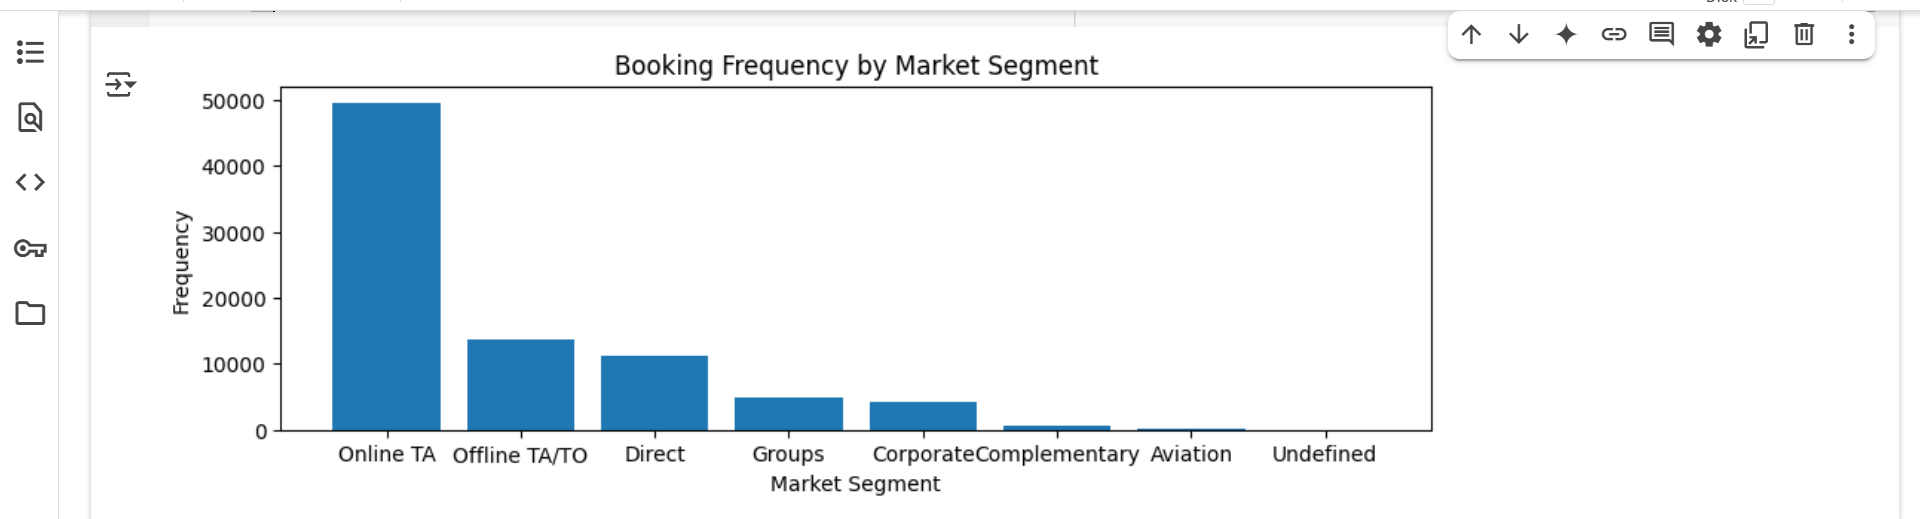 Booking Frequency by Market Segment
50000
40000
30000
20000
10000
0
Frequency
Online TA Offline TA/TO Direct Groups Corporate Complementary Aviation Undefined
Market Segment